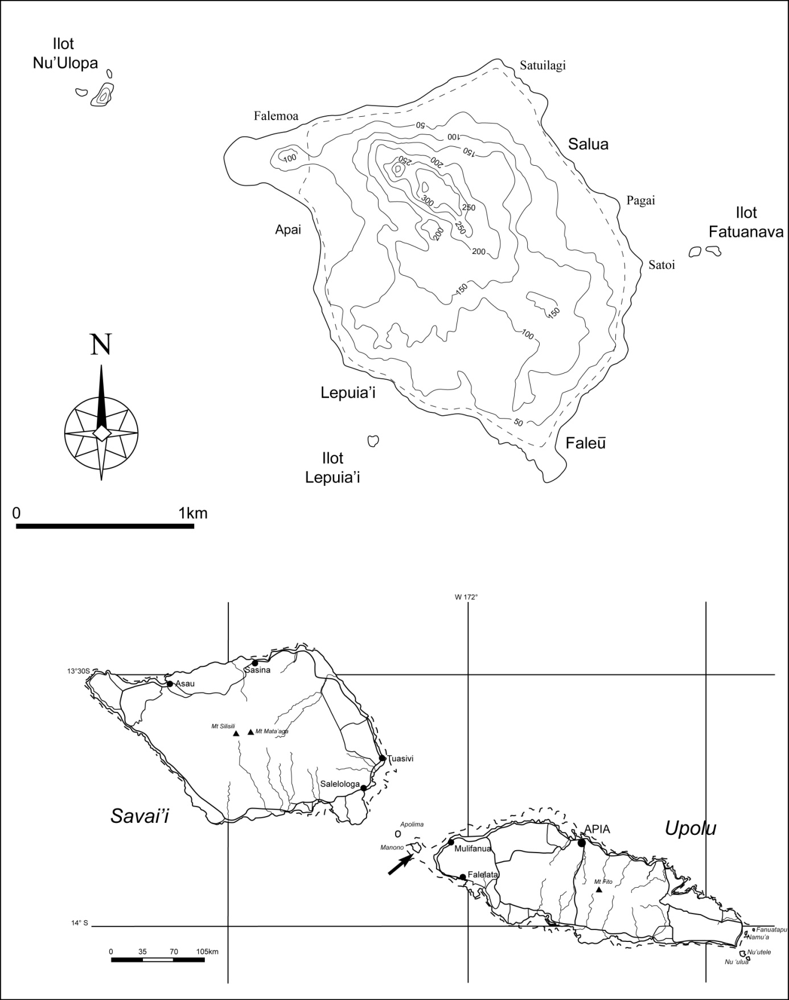 Ilot
Nu’Ulopa
Satuilagi
Falemoa
50
100
Salua
150
100
250
200
Pagai
300
250
Ilot
Fatuanava
Apai
250
200
200
Satoi
150
150
100
N
Lepuia’i
50
Faleū
Ilot
Lepuia’i
0 1km
W 172°
13°30S
Sasina
Asau
Mt Silisili
Mt Mata’aga
Tuasivi
Salelologa
Savai’i
Apolima
APIA
Upolu
Manono
Mulifanua
Falelata
Mt Fito
14° S
Fanuatapu
Namu’a
0 35 70 105km
Nu’utele
Nu ‘ulua